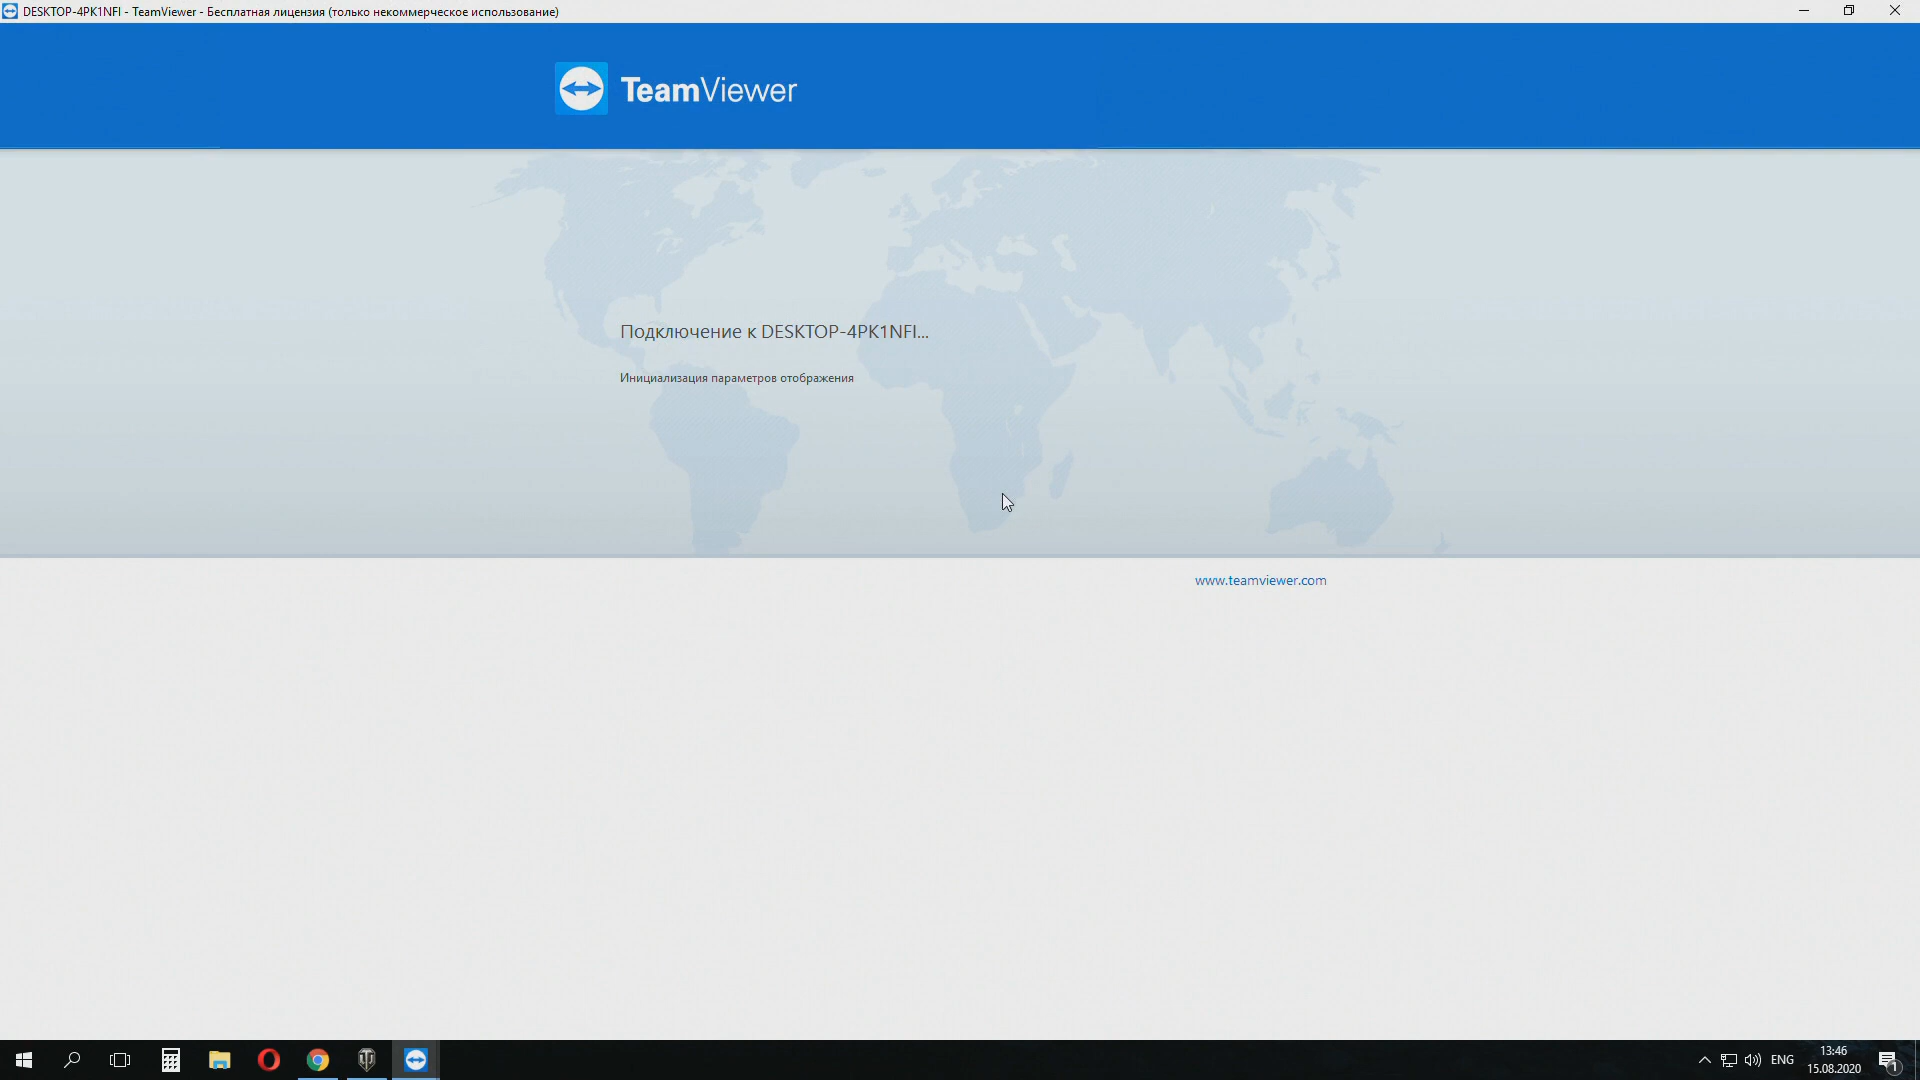 DESKTOP-4PK1NFI - TeamViewer - Бесплатная лицензия (только некоммерческое использование)
TeamViewer
Подключение к DESKTOP-4PK1NFI...
Инициализация параметров отображения
www.teamviewer.com
ENG
13:46
15.08.2020
1